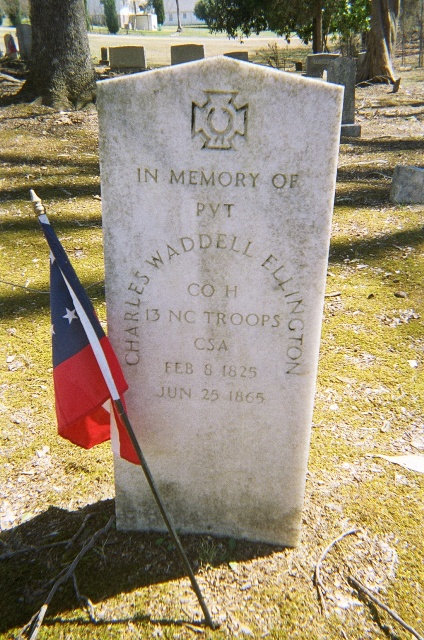 IN MEMORY OF
PVT
CHARLES WADDELL ELLINGTON
CO H
13 NC TROOPS
CSA
FEB 8 1825
JUN 25 1865